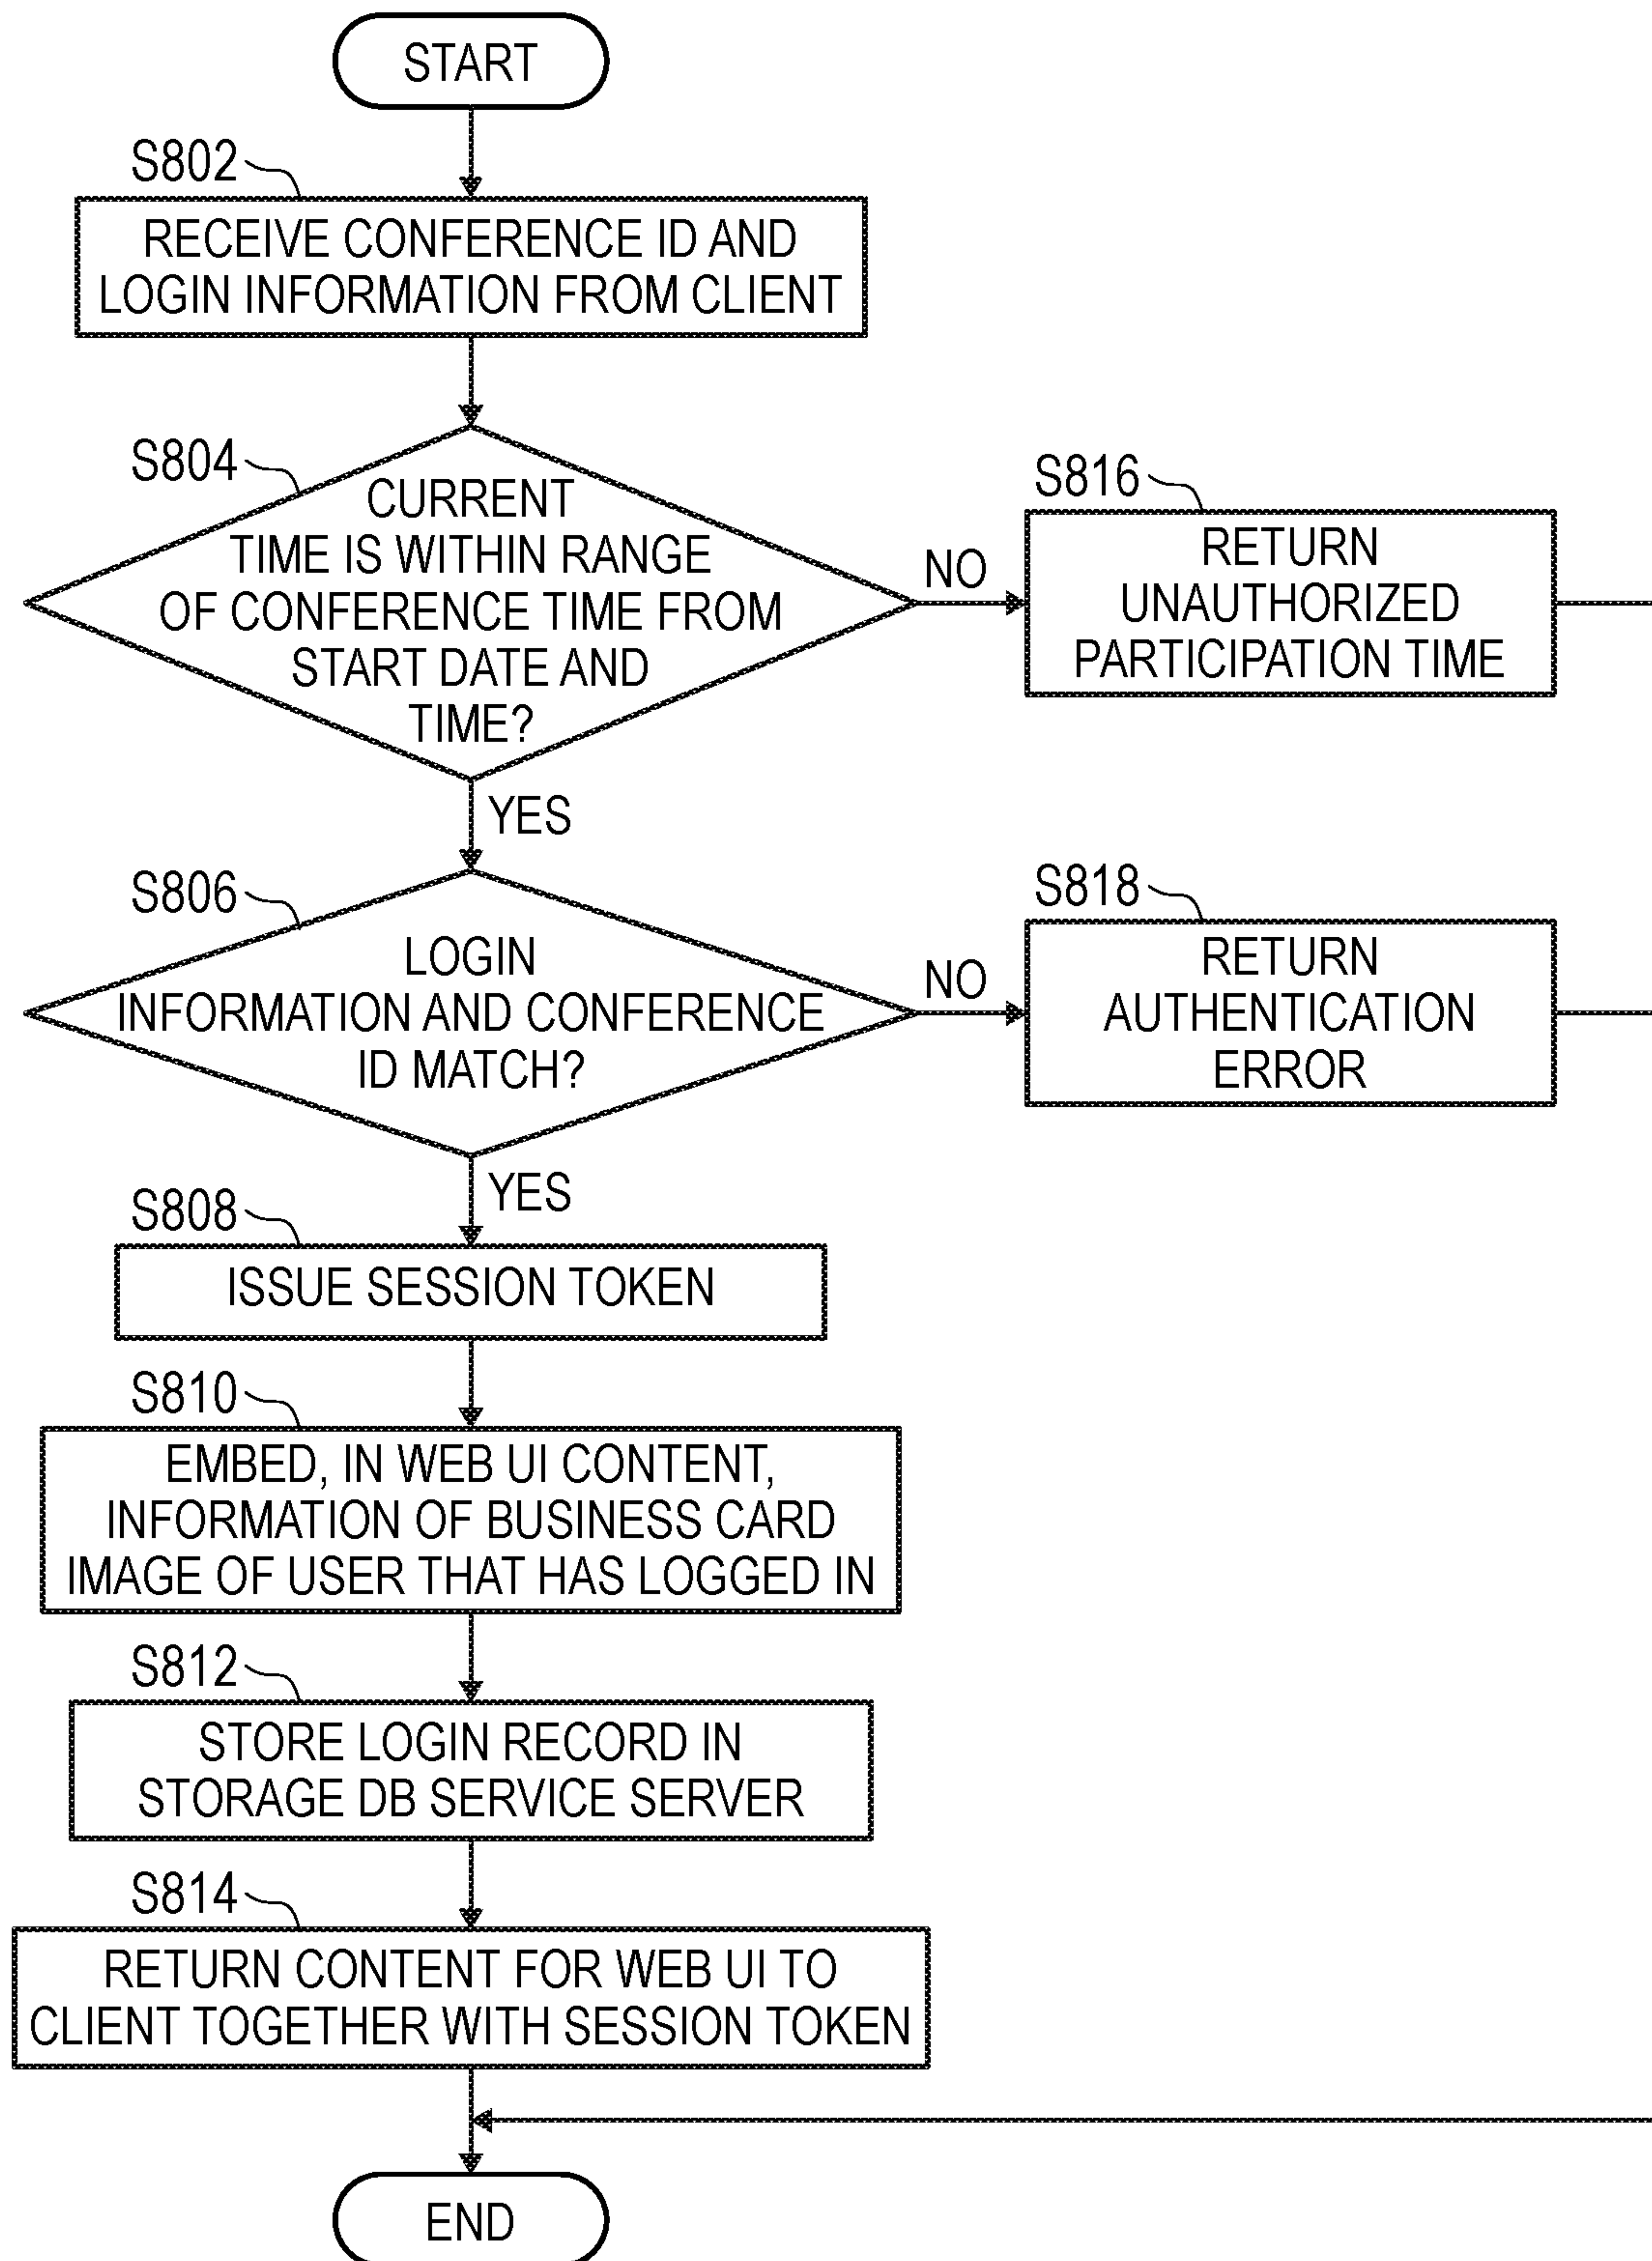 START
S802
RECEIVE CONFERENCE ID AND
LOGIN INFORMATION FROM CLIENT
S804
CURRENT
TIME IS WITHIN RANGE
OF CONFERENCE TIME FROM
START DATE AND
TIME?
NO
S816
RETURN
UNAUTHORIZED
PARTICIPATION TIME
YES
S806
LOGIN
INFORMATION AND CONFERENCE
ID MATCH?
NO
S818
RETURN
AUTHENTICATION
ERROR
YES
S808
ISSUE SESSION TOKEN
S810
EMBED, IN WEB UI CONTENT,
INFORMATION OF BUSINESS CARD
IMAGE OF USER THAT HAS LOGGED IN
S812
STORE LOGIN RECORD IN
STORAGE DB SERVICE SERVER
S814
RETURN CONTENT FOR WEB UI TO
CLIENT TOGETHER WITH SESSION TOKEN
END